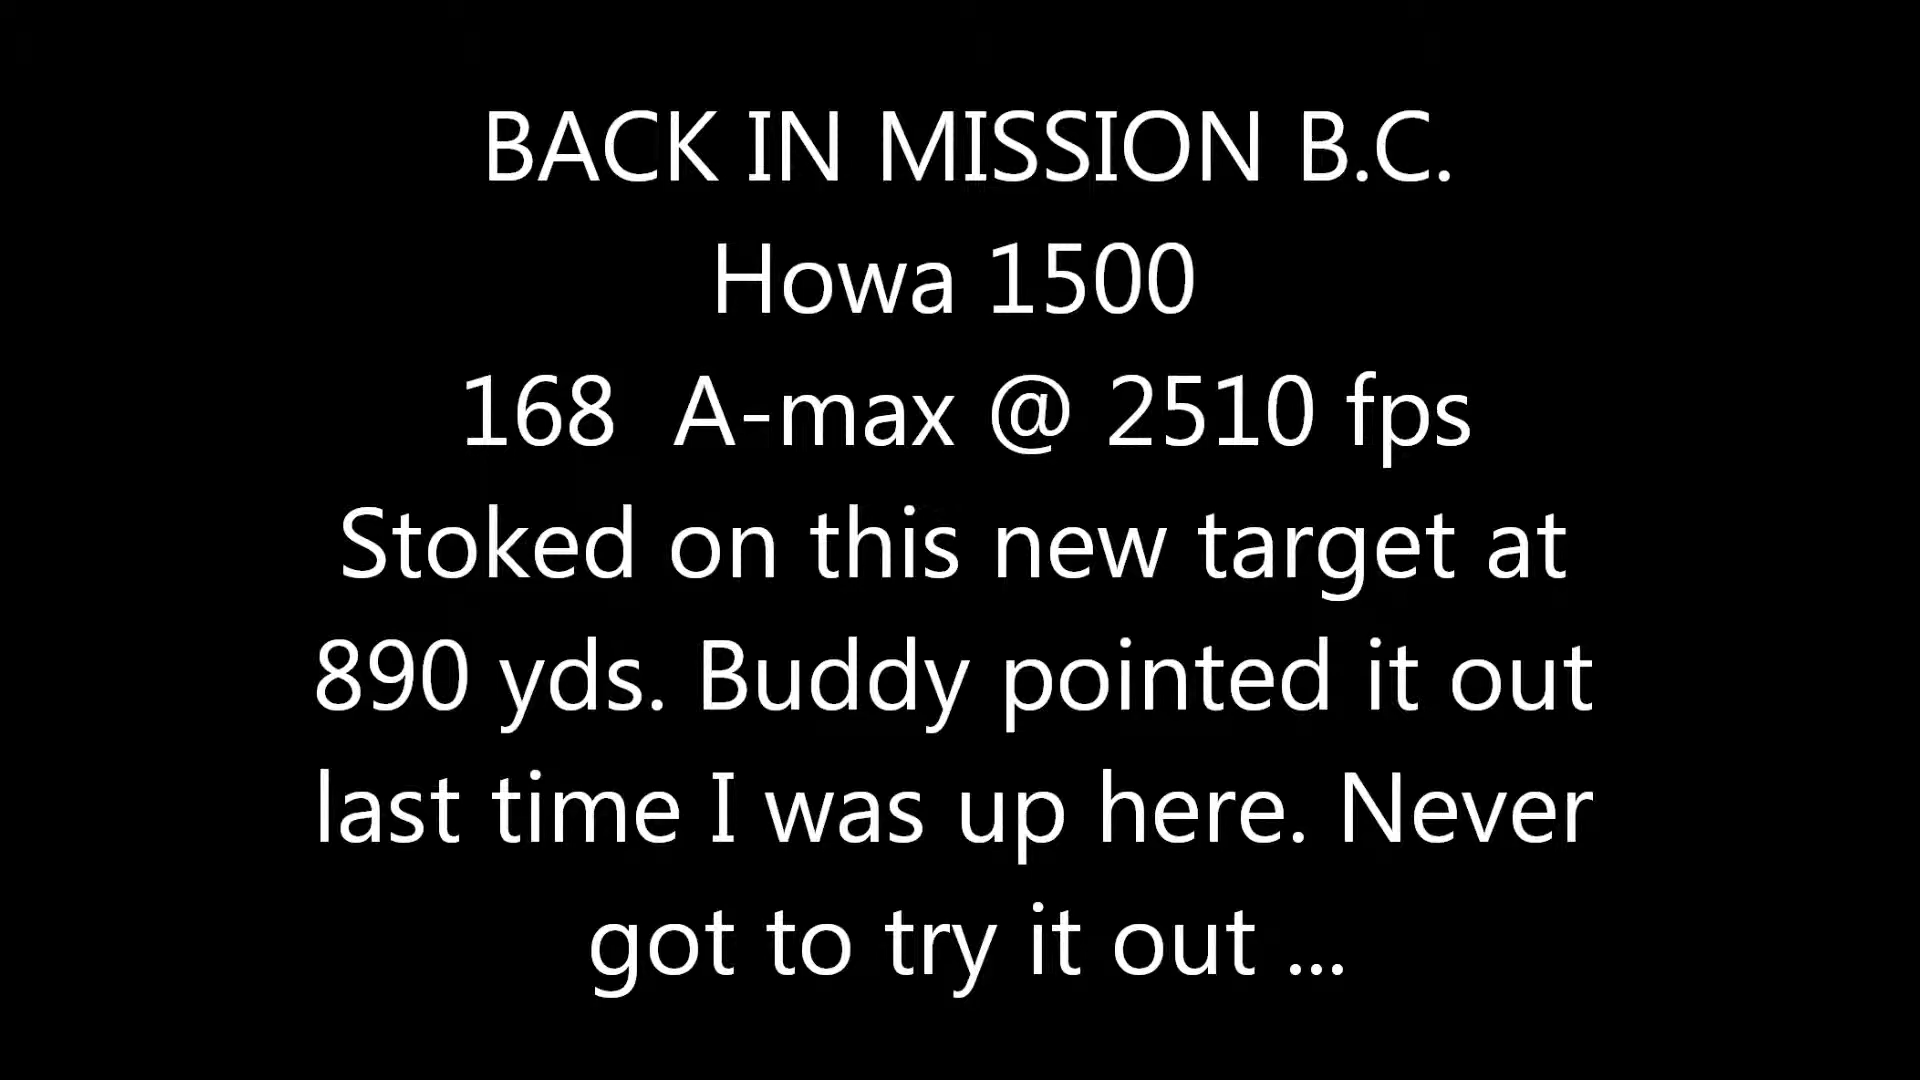 BACK IN MISSION B.C.
Howa 1500
168 A-max @ 2510 fps
Stoked on this new target at
890 yds. Buddy pointed it out
last time I was up here. Never
got to try it out ...